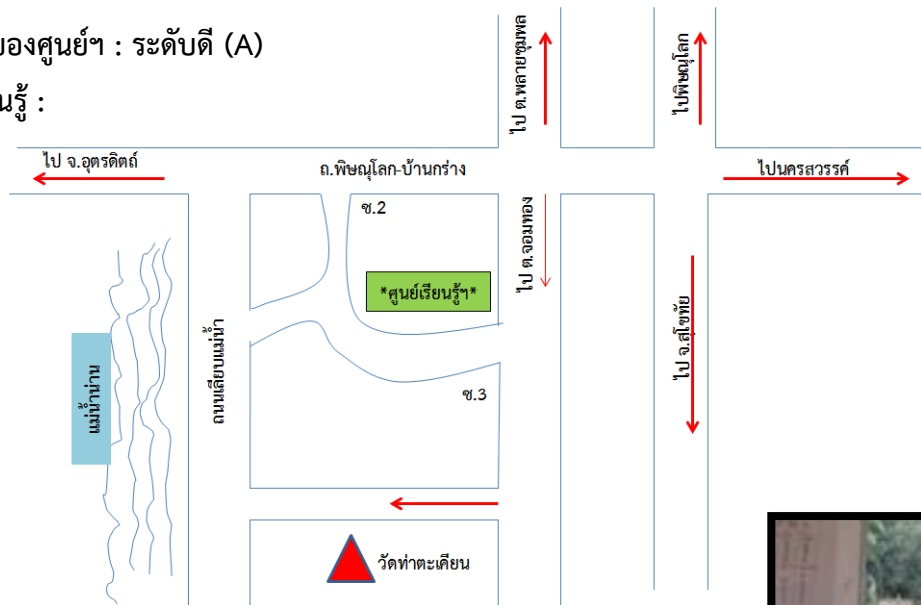 ของศูนย์ฯ : ระดับดี (A)
นรู้ :
ไป ต.พลายชุมพล
ไปพิษณุโลก
ไป จ.อุตรดิตถ์
ถ.พิษณุโลก-บ้านกร่าง
ไปนครสวรรค์
ซ.2
ไป ต.จอมทอง
*ศูนย์เรียนรู้ฯ*
ไป จ.สุโขทัย
ถนนเลียบแม่น้ำ
แม่น้ำน่าน
ซ.3
วัดท่าตะเคียน